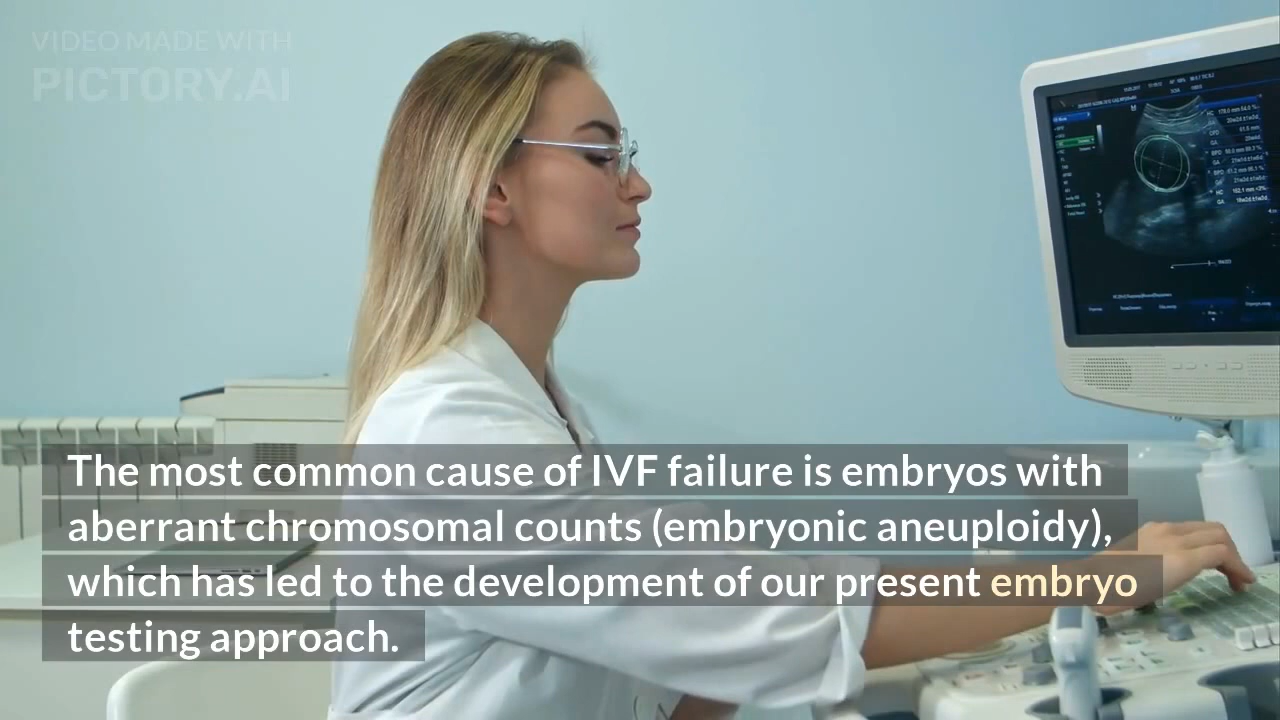 VIDEO MADE WITH
PICTORY.AI
The most common cause of IVF failure is embryos with
aberrant chromosomal counts (embryonic aneuploidy),
which has led to the development of our present embryo
testing approach.